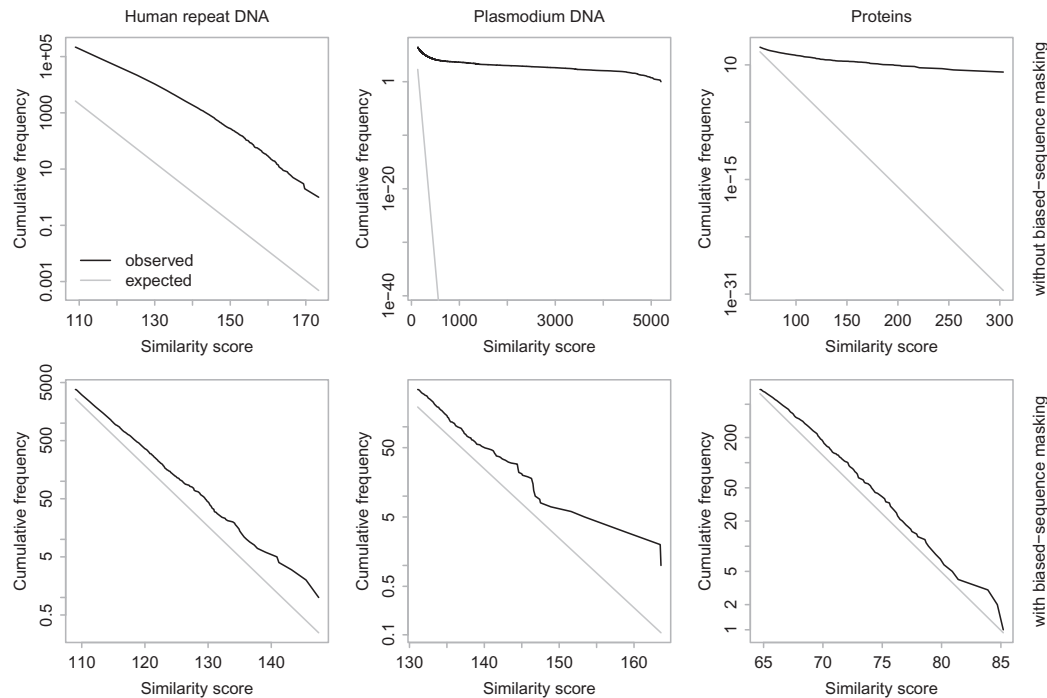 Human repeat DNA
Plasmodium DNA
Proteins
Cumulative frequency
1e+05
1000
10
0.1
0.001
observed
expected
110
130
150
170
Similarity score
Cumulative frequency
1
1e−20
1e−40
0
1000
3000
5000
Similarity score
Cumulative frequency
10
1e−15
1e−31
100
150
200
250
300
Similarity score
without biased−sequence masking
Cumulative frequency
5000
500
50
5
0.5
110
120
130
140
Similarity score
Cumulative frequency
50
5
0.5
0.1
130
140
150
160
Similarity score
Cumulative frequency
200
50
20
5
2
1
65
70
75
80
85
Similarity score
with biased−sequence masking